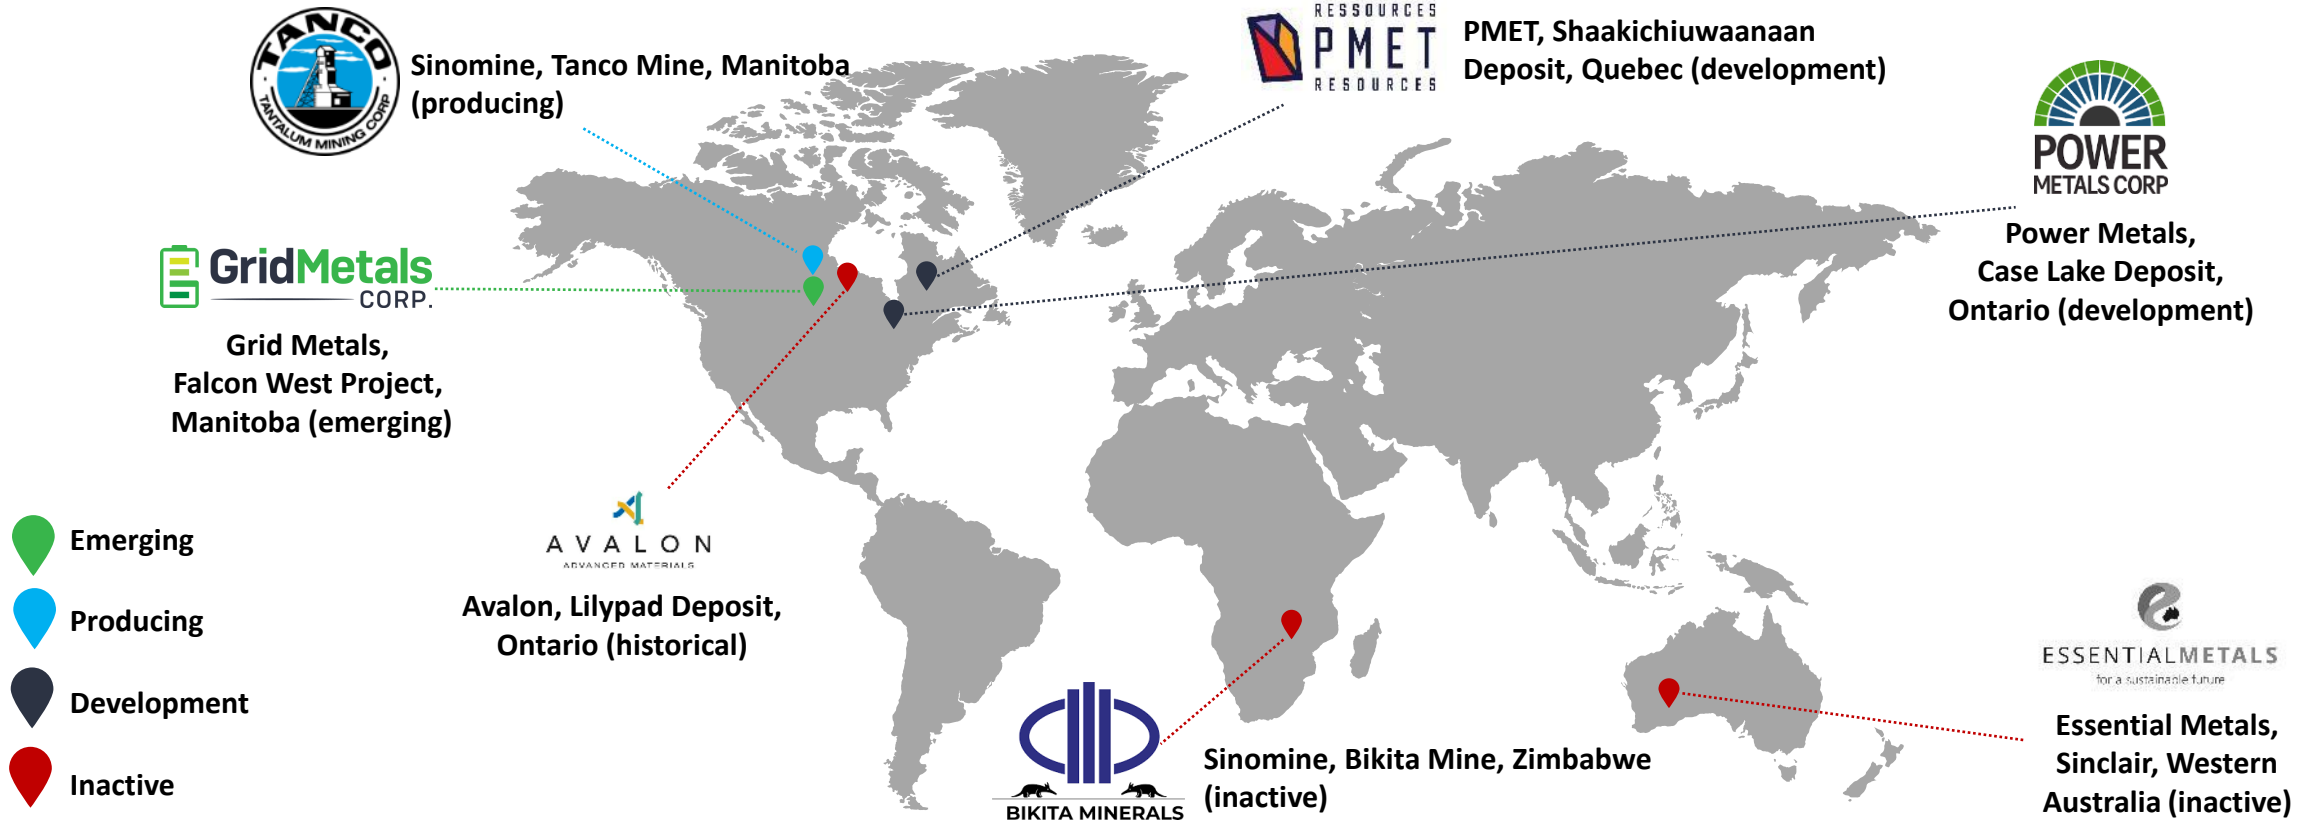 TANCO
TANTALUM MINING CORP
Sinomine, Tanco Mine, Manitoba
(producing)
RESSOURCES
PMET
RESOURCES
PMET, Shaakichiuwaanaan
Deposit, Quebec (development)
POWER
METALS CORP
Power Metals,
Case Lake Deposit,
Ontario (development)
GridMetals
CORP.
Grid Metals,
Falcon West Project,
Manitoba (emerging)
AVALON
ADVANCED MATERIALS
Avalon, Lilypad Deposit,
Ontario (historical)
Emerging
Producing
Development
Inactive
BIKITA MINERALS
Sinomine, Bikita Mine, Zimbabwe
(inactive)
ESSENTIALMETALS
for a sustainable future
Essential Metals,
Sinclair, Western
Australia (inactive)